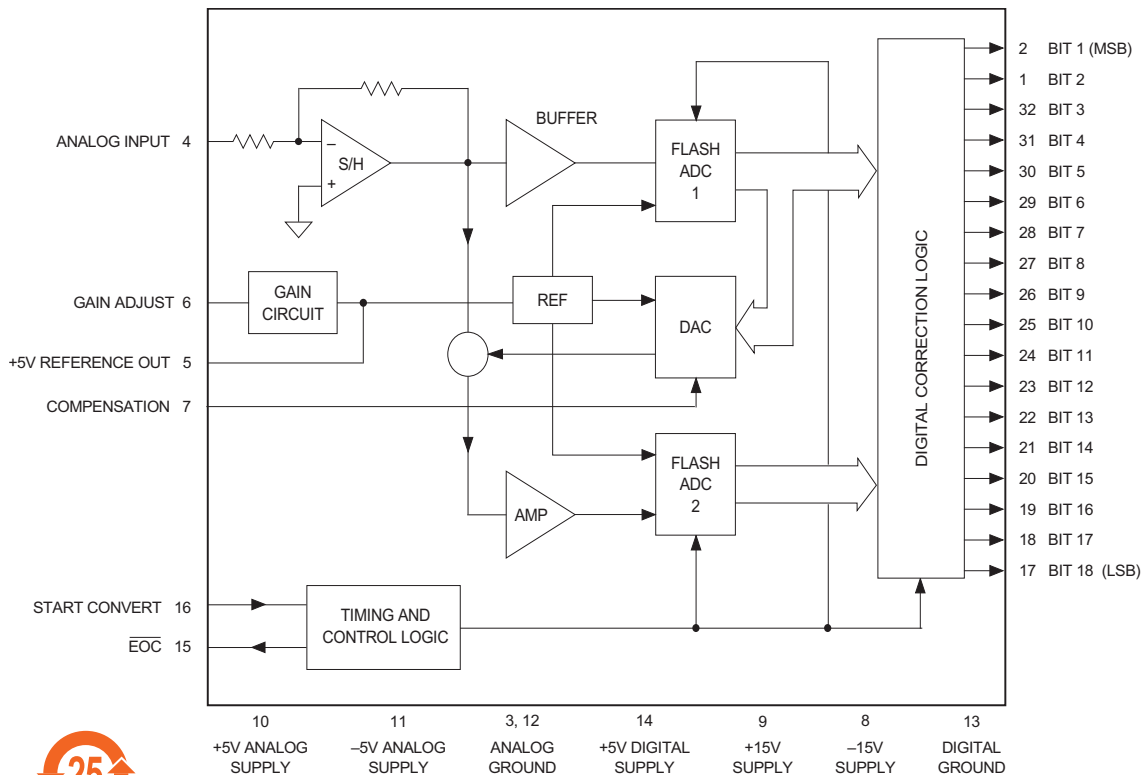 2 BIT 1 (MSB)
1 BIT 2
32 BIT 3
31 BIT 4
30 BIT 5
29 BIT 6
28 BIT 7
27 BIT 8
26 BIT 9
25 BIT 10
24 BIT 11
23 BIT 12
22 BIT 13
21 BIT 14
20 BIT 15
19 BIT 16
18 BIT 17
17 BIT 18 (LSB)
DIGITAL CORRECTION LOGIC
ANALOG INPUT 4
–
S/H
+
BUFFER
FLASH
ADC
1
GAIN ADJUST 6
GAIN
CIRCUIT
REF
DAC
+5V REFERENCE OUT 5
COMPENSATION 7
AMP
FLASH
ADC
2
START CONVERT 16
EOC 15
TIMING AND
CONTROL LOGIC
10
+5V ANALOG
SUPPLY
11
–5V ANALOG
SUPPLY
3, 12
ANALOG
GROUND
14
+5V DIGITAL
SUPPLY
9
+15V
SUPPLY
8
–15V
SUPPLY
13
DIGITAL
GROUND
25